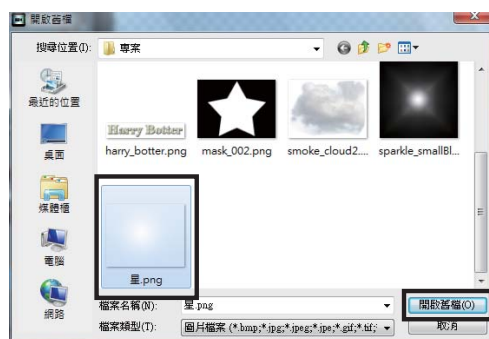 開啟舊檔
搜尋位置(I): 專案
最近的位置
桌面
媒體櫃
電腦
網路
Harry Botter
harry_botter.png mask_002.png smoke_cloud2.... sparkle_smallBl...
星.png
檔案名稱(N): 星.png 開啟舊檔(O)
檔案類型(T): 圖片檔案 (*.bmp;*.jpg;*.jpeg;*.jpe;*.gif;*.tif; 取消